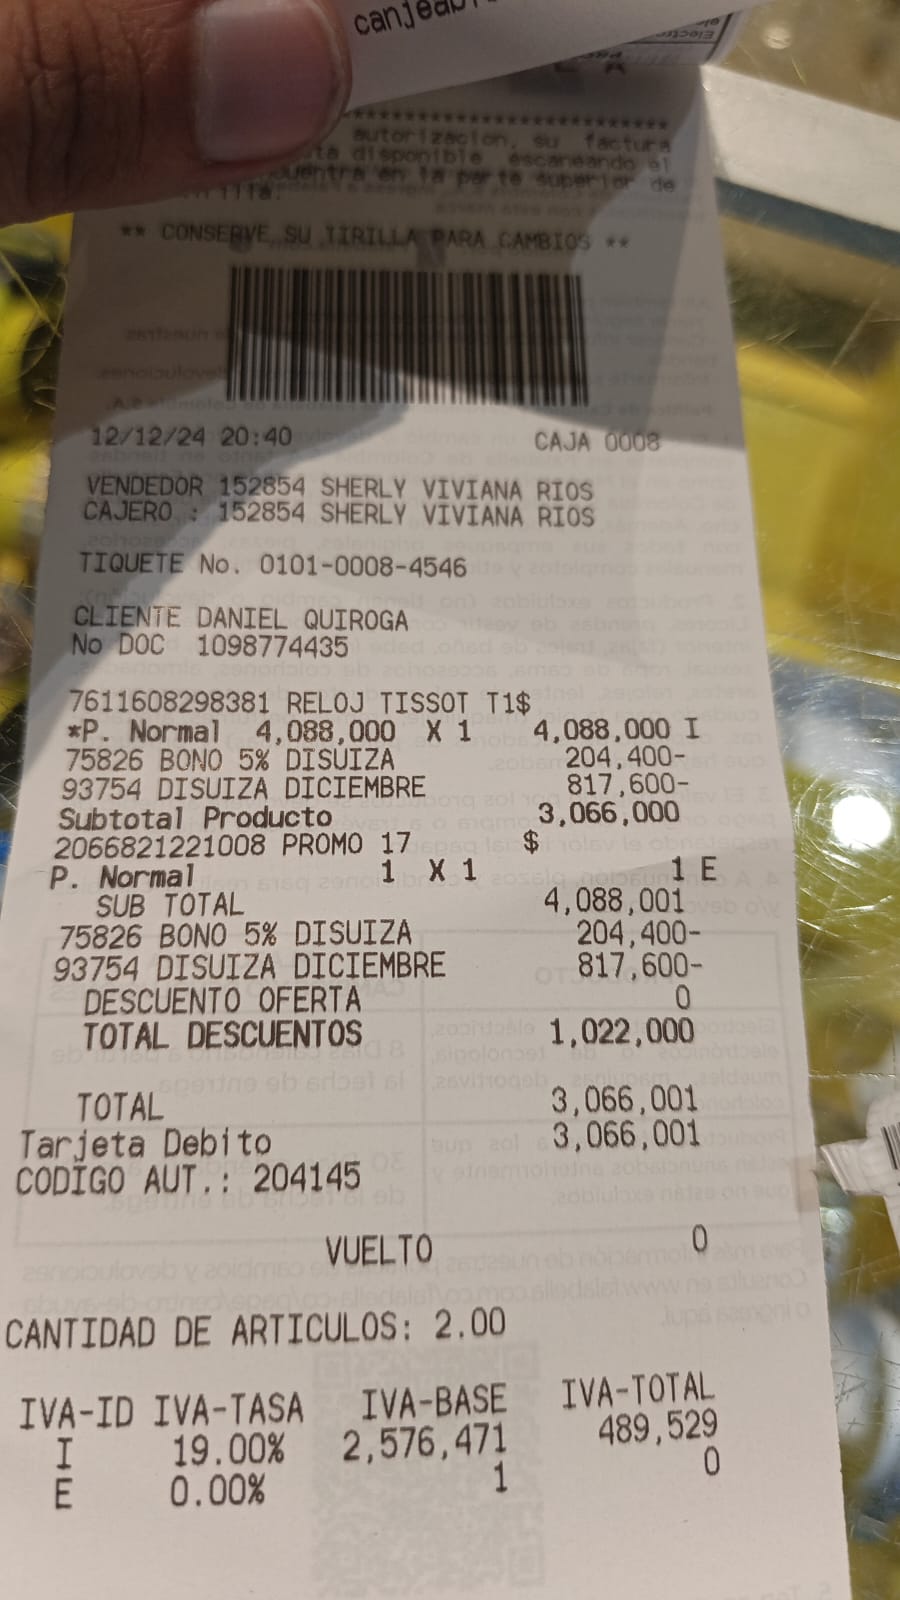 canjeab
autorizacion, su factura
disponible escaneando el
en la parte superior de
** CONSERVE SU TIRILLA PARA CAMBIOS **
12/12/24 20:40 CAJA 0008
VENDEDOR 152854 SHERLY VIVIANA RIOS
CAJERO : 152854 SHERLY VIVIANA RIOS
TIQUETE No. 0101-0008-4546
CLIENTE DANIEL QUIROGA
No DOC 1098774435
7611608298381 RELOJ TISSOT T1$
*P. Normal 4,088,000 X 1 4,088,000 I
75826 BONO 5% DISUIZA 204,400-
93754 DISUIZA DICIEMBRE 817,600-
Subtotal Producto 3,066,000
2066821221008 PROMO 17 $
P. Normal 1 X 1 1 E
SUB TOTAL 4,088,001
75826 BONO 5% DISUIZA 204,400-
93754 DISUIZA DICIEMBRE 817,600-
DESCUENTO OFERTA 0
TOTAL DESCUENTOS 1,022,000
TOTAL 3,066,001
Tarjeta Debito 3,066,001
CODIGO AUT.: 204145
VUELTO 0
CANTIDAD DE ARTICULOS: 2.00
IVA-ID IVA-TASA IVA-BASE IVA-TOTAL
I 19.00% 2,576,471 489,529
E 0.00% 1 0